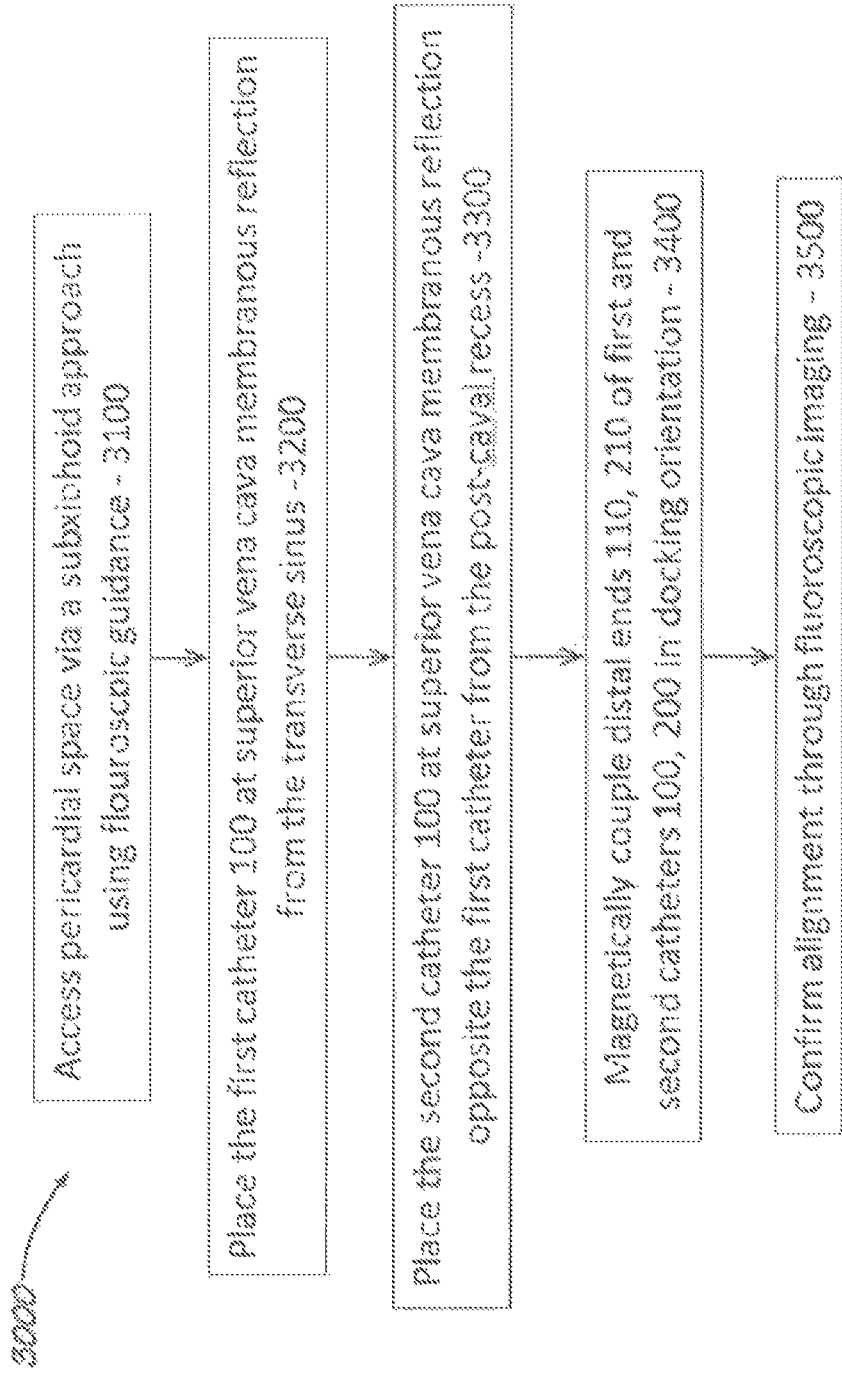 3000
Access pericardial space via a subxiphoid approach
using flouroscpic guidance - 3100
Place the first catheter 100 at superior vena cava membranous reflection
from the transverse sinus -3200
Place the second catheter 100 at superior vena cava membranous reflection
opposite the first catheter from the post-caval recess -3300
Magnetically couple distal ends 110, 210 of first and
second catheters 100, 200 in docking orientation - 3400
Confirm alignment through fluoroscopic imaging - 3500